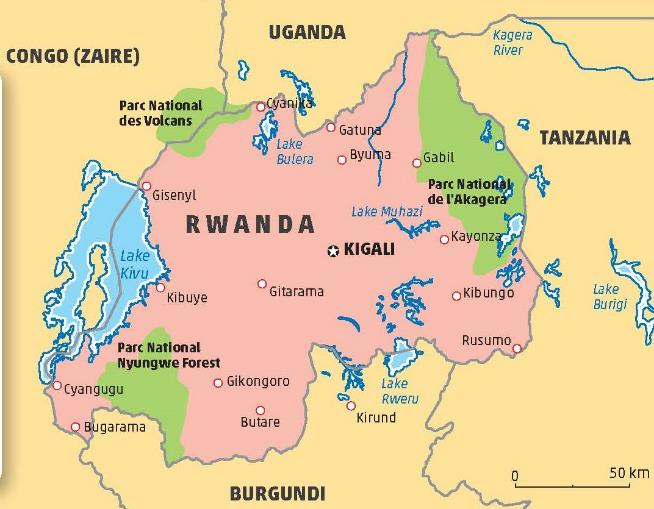 UGANDA
Kagera
River
CONGO (ZAIRE)
Parc National
des Volcans
Cyanika
Gatuna
TANZANIA
Lake
Bulera
Byuma
Gabil
Parc National
de l'Akagera
Gisenyl
Lake Muhazi
RWANDA
Kayonza
KIGALI
Lake
Kivu
Kibuye
Gitarama
Kibungo
Lake
Burigi
Rusumo
Parc National
Nyungwe Forest
Cyangugu
Gikongoro
Lake
Rweru
Butare
Kirund
Bugarama
0 50 km
BURGUNDI